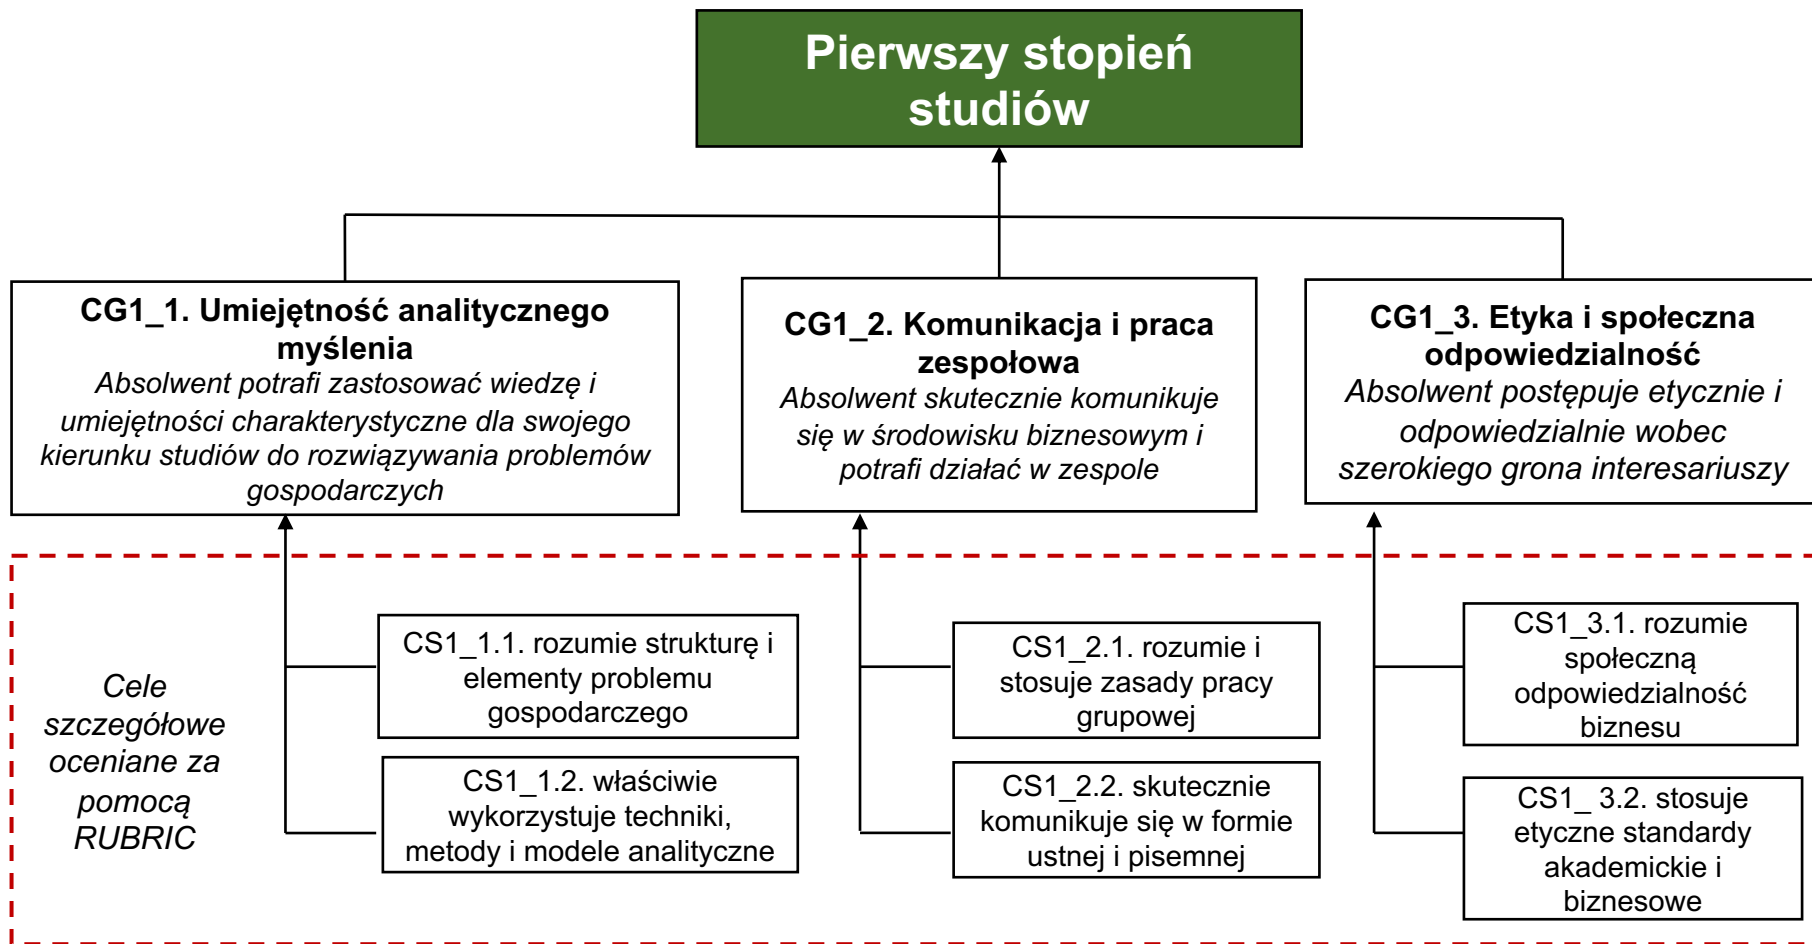 Pierwszy stopień
studiów
CG1_1. Umiejętność analitycznego
myślenia
Absolwent potrafi zastosować wiedzę i
umiejętności charakterystyczne dla swojego
kierunku studiów do rozwiązywania problemów
gospodarczych
CG1_2. Komunikacja i praca
zespołowa
Absolwent skutecznie komunikuje
się w środowisku biznesowym i
potrafi działać w zespole
CG1_3. Etyka i społeczna
odpowiedzialność
Absolwent postępuje etycznie i
odpowiedzialnie wobec
szerokiego grona interesariuszy
Cele
szczegółowe
oceniane za
pomocą
RUBRIC
CS1_1.1. rozumie strukturę i
elementy problemu
gospodarczego
CS1_1.2. właściwie
wykorzystuje techniki,
metody i modele analityczne
CS1_2.1. rozumie i
stosuje zasady pracy
grupowej
CS1_2.2. skutecznie
komunikuje się w formie
ustnej i pisemnej
CS1_3.1. rozumie
społeczną
odpowiedzialność
biznesu
CS1_ 3.2. stosuje
etyczne standardy
akademickie i
biznesowe